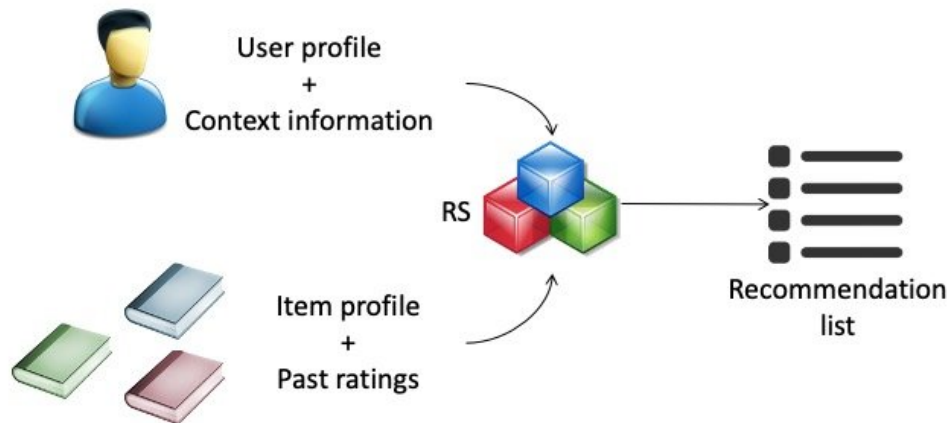 User profile
+
Context information
RS
Item profile
+
Past ratings
Recommendation
list